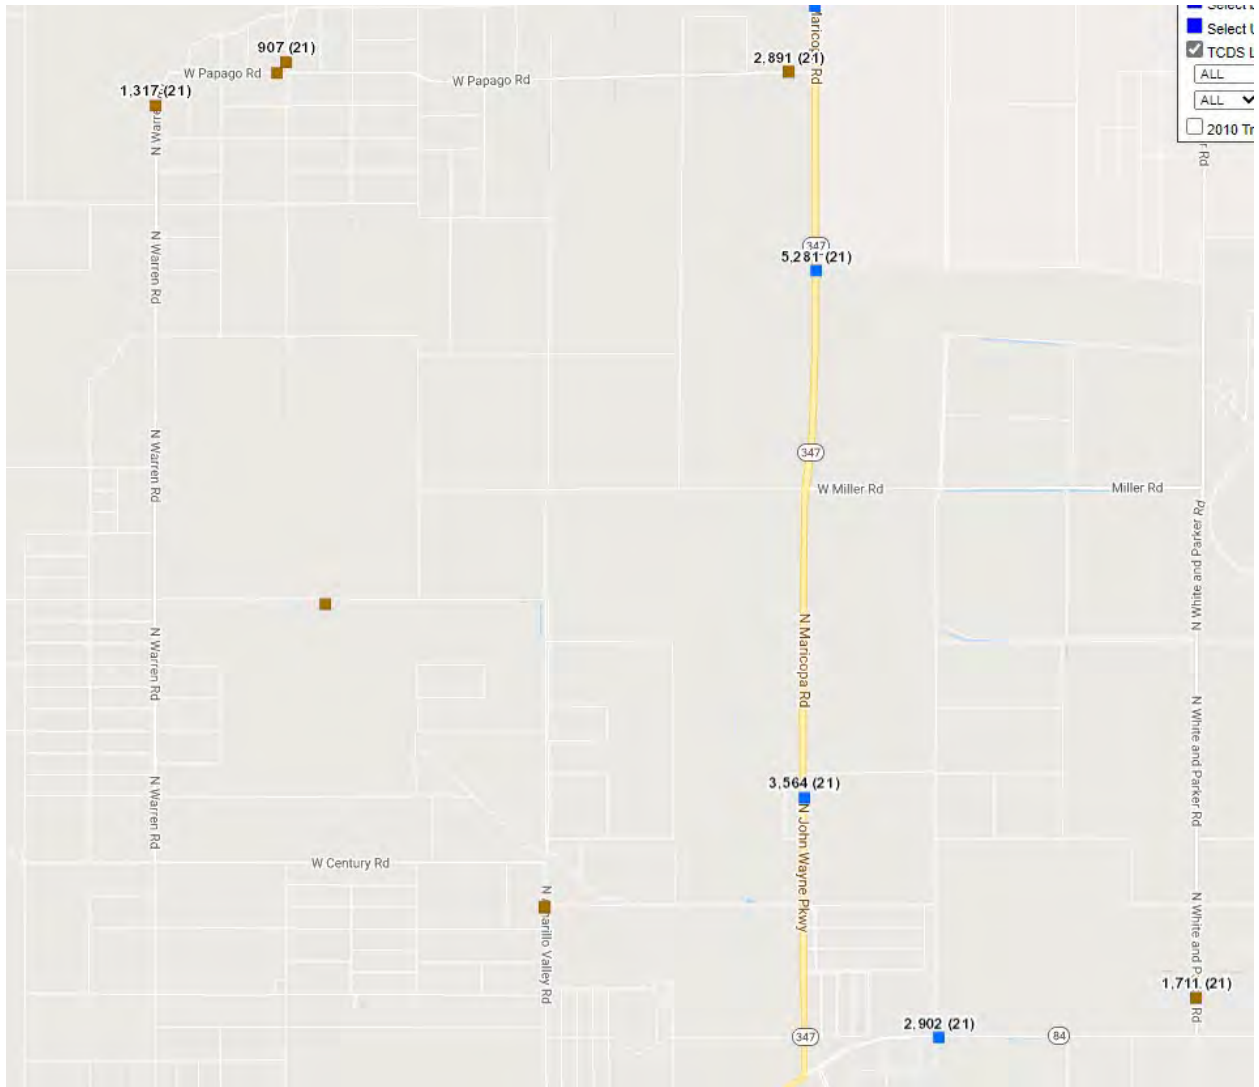 Select U
TCDS L
ALL
ALL
2010 Tr
907 (21)
W Papago Rd
W Papago Rd
2,891 (21)
Maricopa Rd
1,317 (21)
N Warren Rd
347
5,281 (21)
N Warren Rd
347
W Miller Rd
Miller Rd
N White and Parker Rd
N Maricopa Rd
N Warren Rd
N White and Parker Rd
3,564 (21)
N Warren Rd
N John Wayne Pkwy
W Century Rd
N White and P
Rd
1,711 (21)
2,902 (21)
347
84